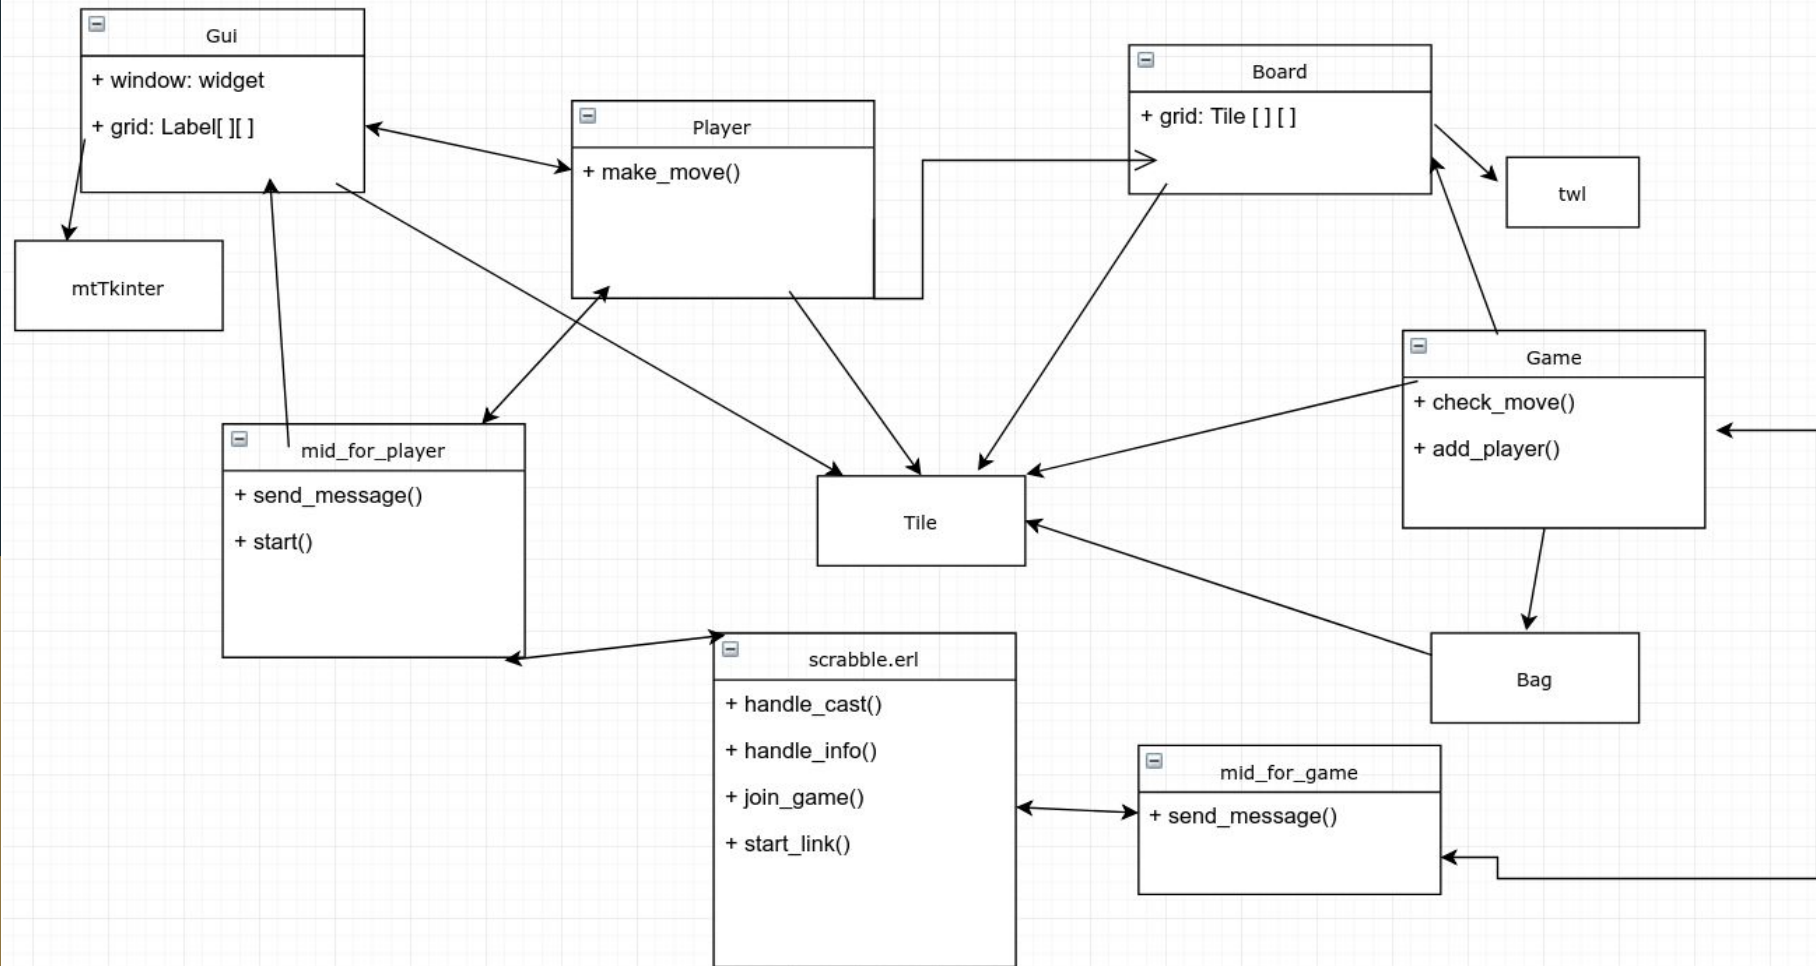 Gui
+ window: widget
+ grid: Label[ ][ ]
Player
+ make_move()
Board
+ grid: Tile [ ] [ ]
twl
mtTkinter
Game
+ check_move()
+ add_player()
mid_for_player
+ send_message()
+ start()
Tile
Bag
scrabble.erl
+ handle_cast()
+ handle_info()
+ join_game()
+ start_link()
mid_for_game
+ send_message()